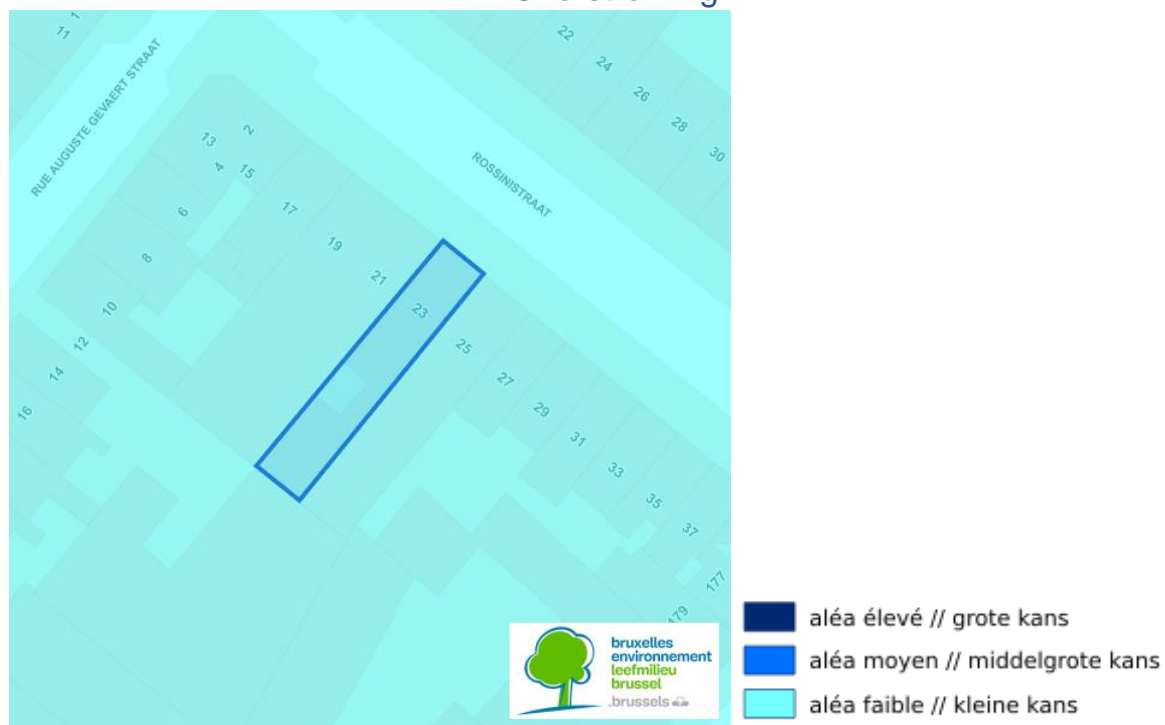 11
RUE AUGUSTE GEVAERT STRAAT
22
24
26
28
30
ROSSINISTRAAT
13
2
4
15
6
17
8
19
21
10
23
12
25
14
27
16
29
31
33
35
37
177
179
bruxelles
environnement
leefmilieu
brussel
.brussels
aléa élevé // grote kans
aléa moyen // middelgrote kans
aléa faible // kleine kans